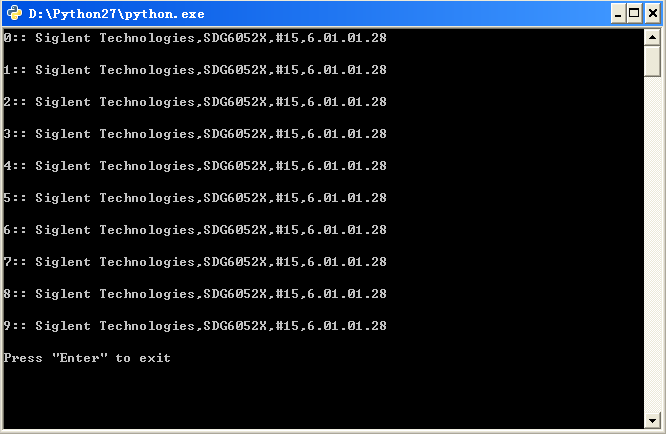 D:\Python27\python.exe
0:: Siglent Technologies,SDG6052X,#15,6.01.01.28
1:: Siglent Technologies,SDG6052X,#15,6.01.01.28
2:: Siglent Technologies,SDG6052X,#15,6.01.01.28
3:: Siglent Technologies,SDG6052X,#15,6.01.01.28
4:: Siglent Technologies,SDG6052X,#15,6.01.01.28
5:: Siglent Technologies,SDG6052X,#15,6.01.01.28
6:: Siglent Technologies,SDG6052X,#15,6.01.01.28
7:: Siglent Technologies,SDG6052X,#15,6.01.01.28
8:: Siglent Technologies,SDG6052X,#15,6.01.01.28
9:: Siglent Technologies,SDG6052X,#15,6.01.01.28
Press "Enter" to exit